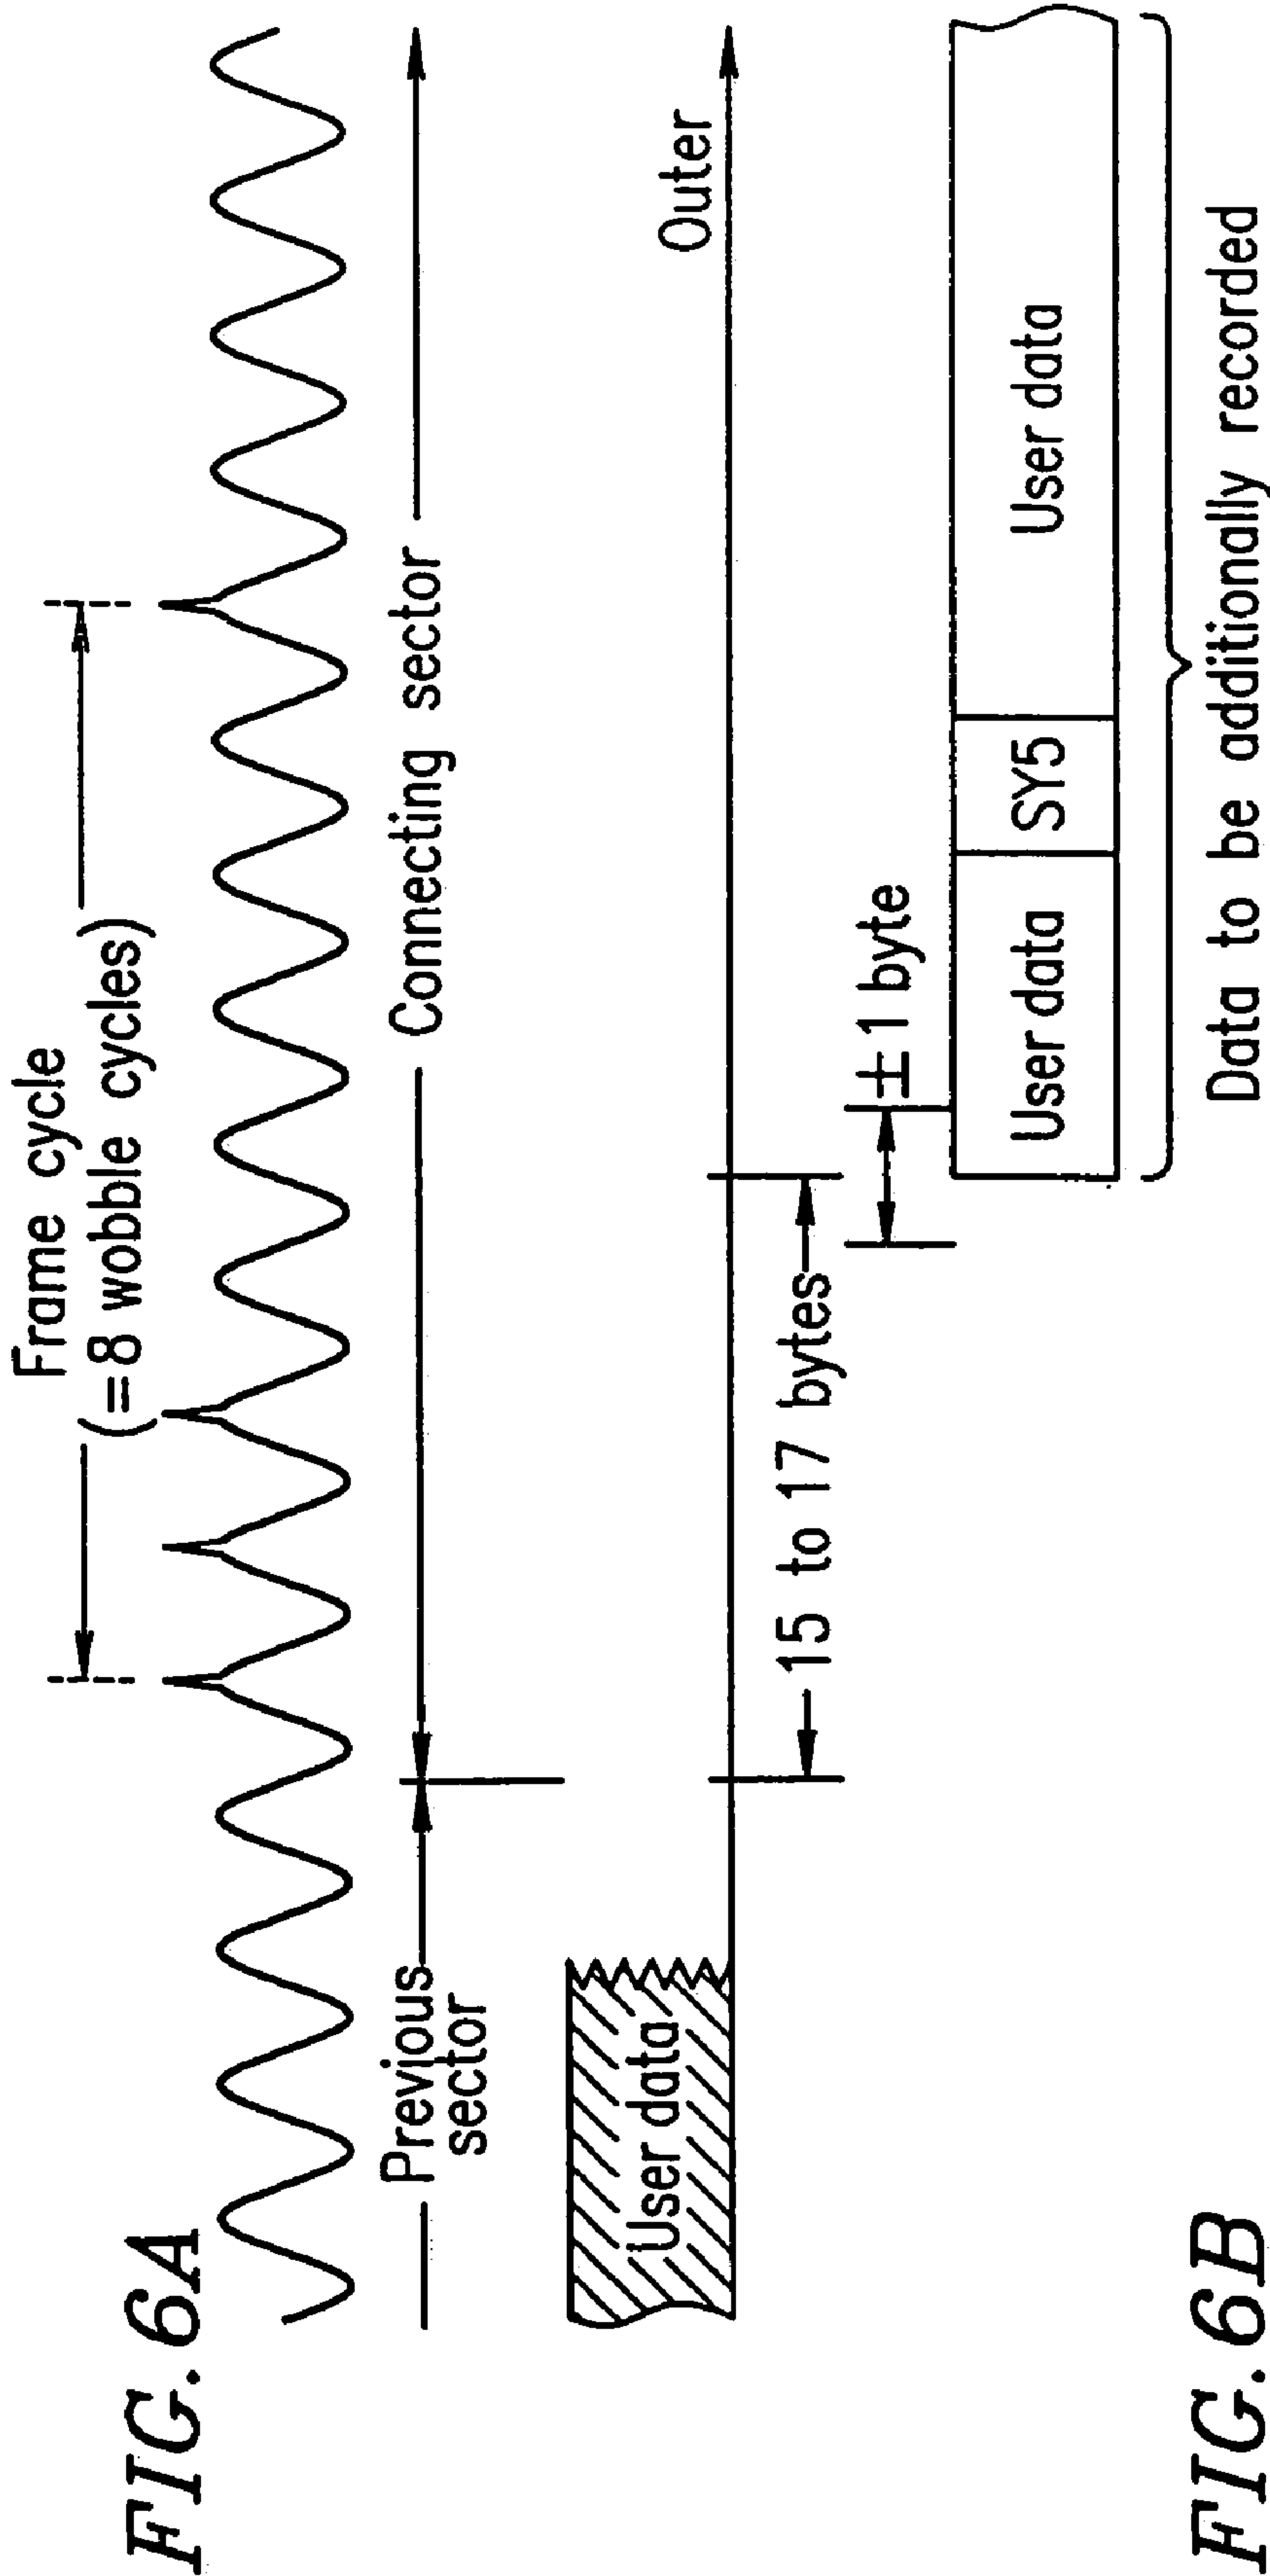 FIG. 6A
Frame cycle
(=8 wobble cycles)
Previous
sector
Connecting sector
User data
Outer
15 to 17 bytes
±1 byte
User data
SY5
User data
Data to be additionally recorded
FIG. 6B